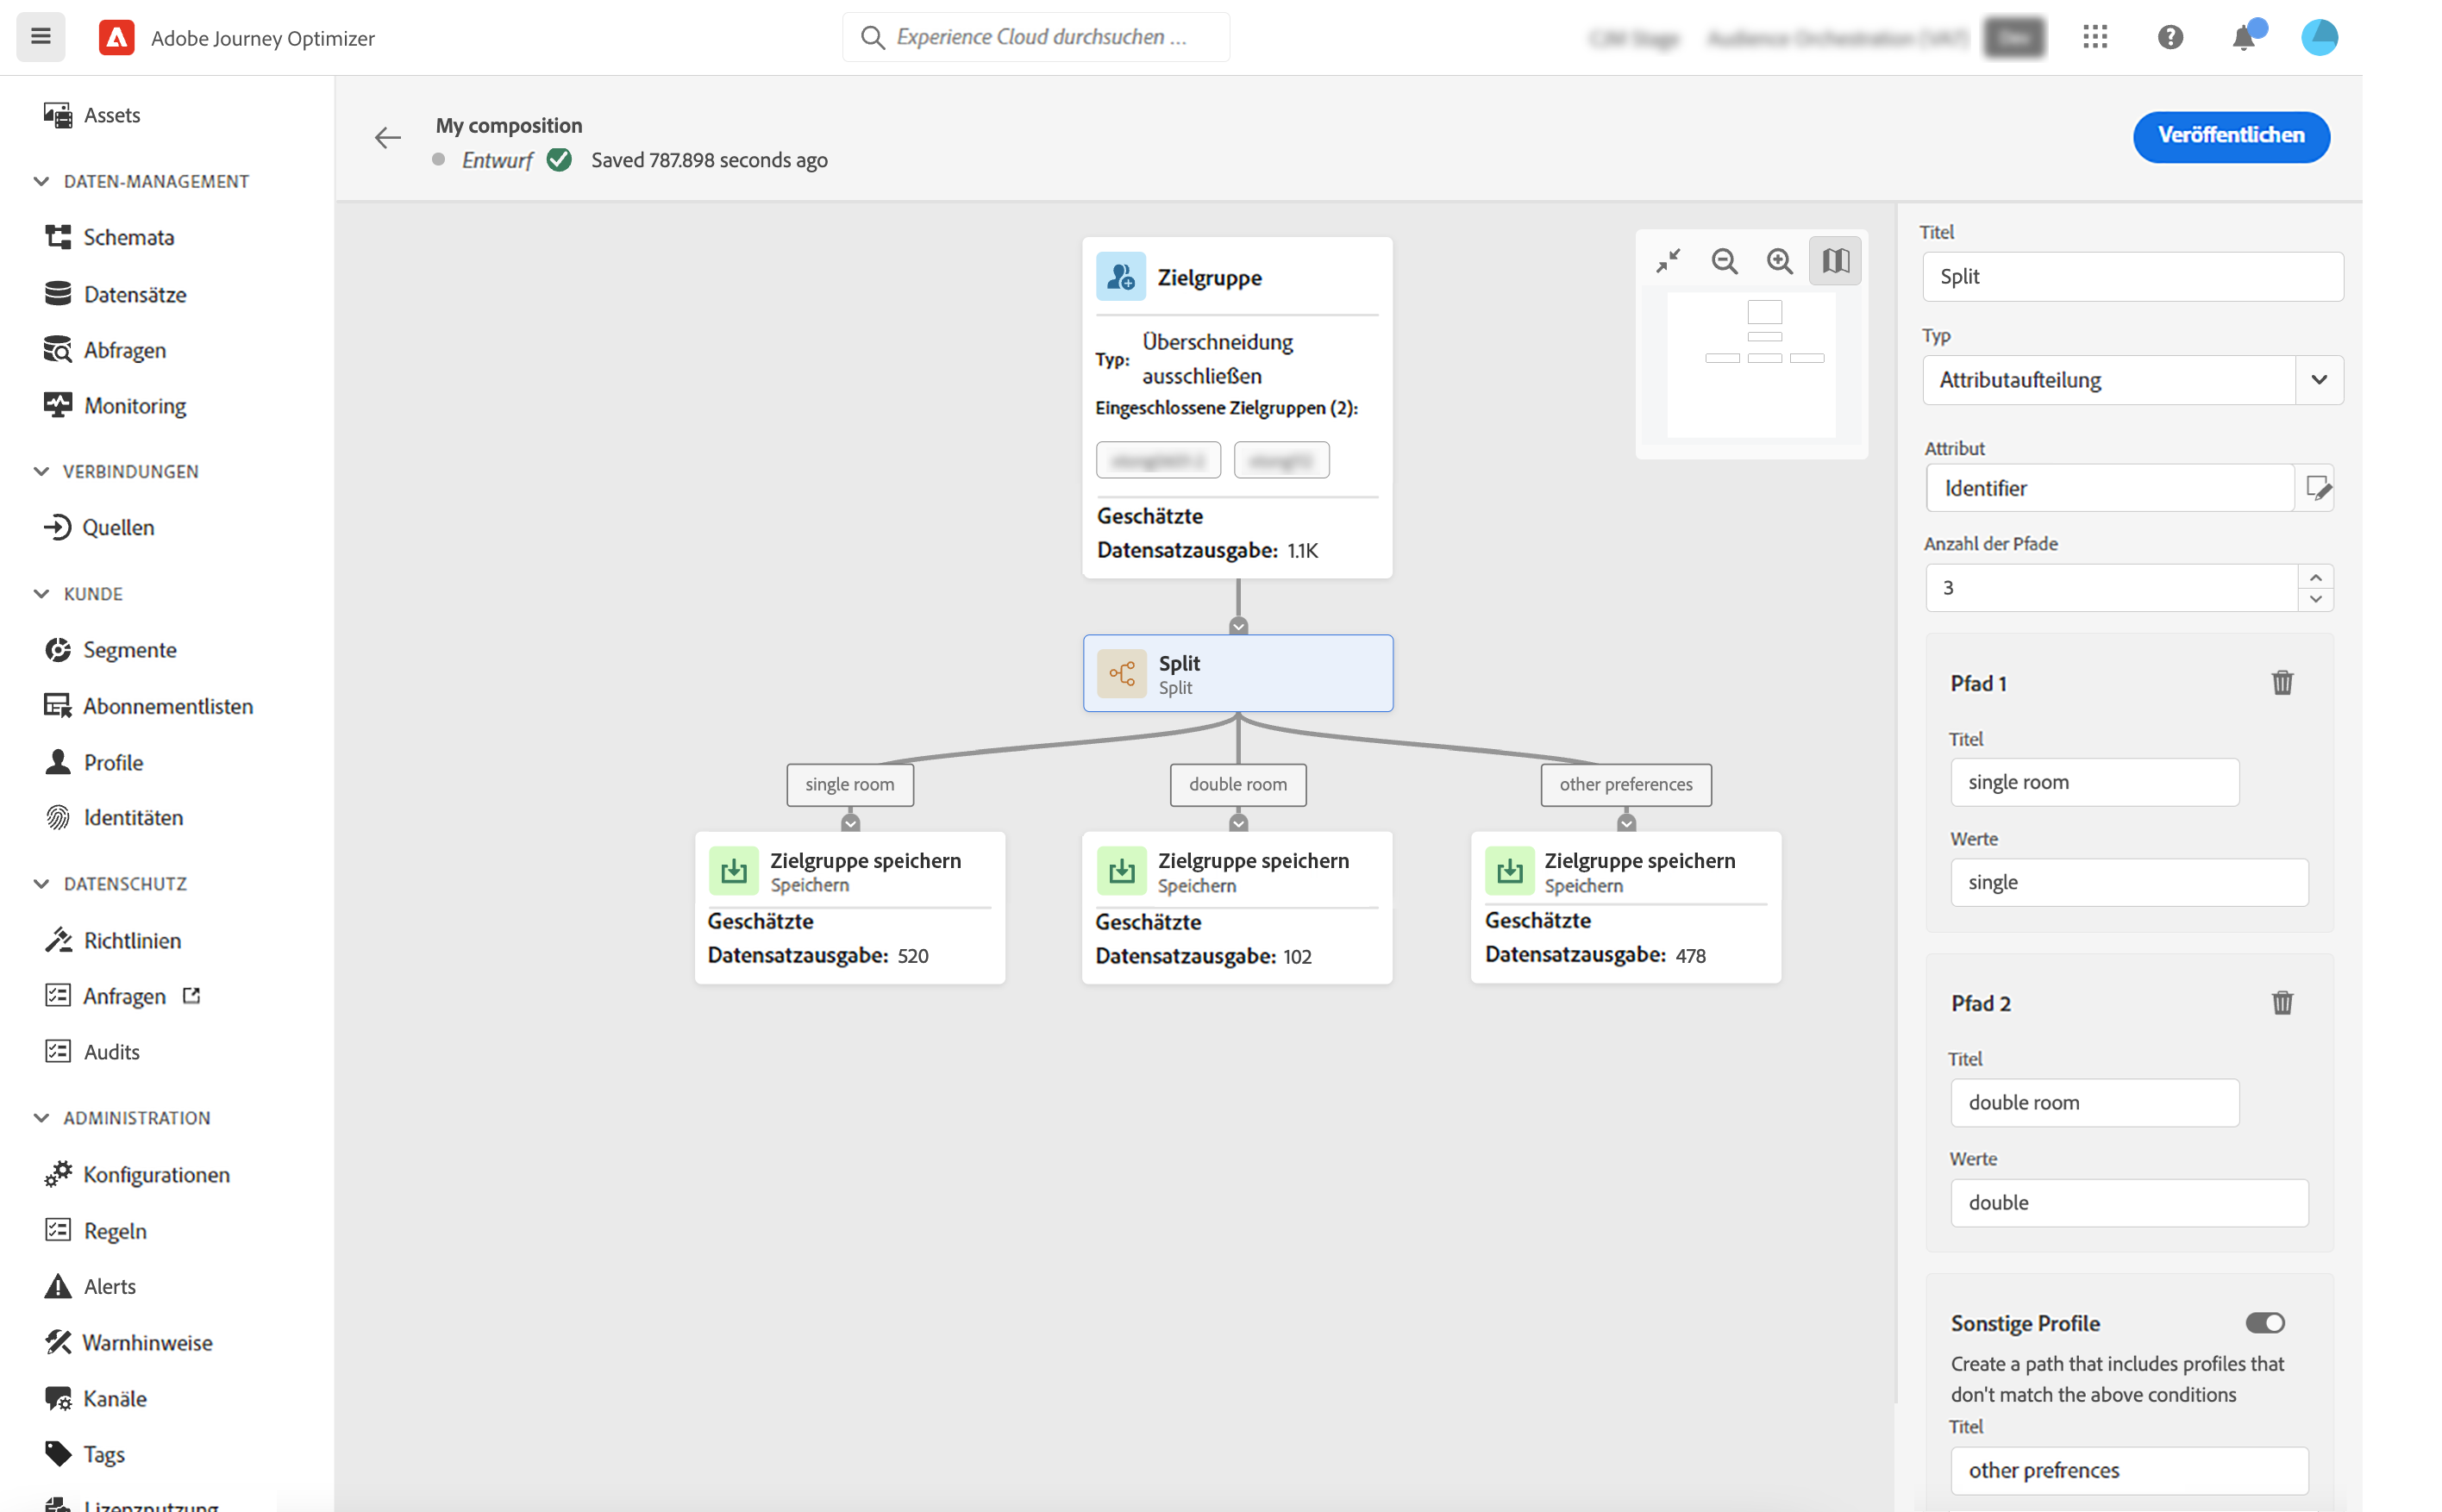 Adobe Journey Optimizer
Experience Cloud durchsuchen ...
Assets
DATEN-MANAGEMENT
Schemata
Datensätze
Abfragen
Monitoring
VERBINDUNGEN
Quellen
KUNDE
Segmente
Abonnementlisten
Profile
Identitäten
DATENSCHUTZ
Richtlinien
Anfragen
Audits
ADMINISTRATION
Konfigurationen
Regeln
Alerts
Warnhinweise
Kanäle
Tags
Lizenznutzung
My composition
Entwurf
Saved 787.898 seconds ago
Veröffentlichen
Zielgruppe
Typ:
Überschneidung
ausschließen
Eingeschlossene Zielgruppen (2):
Geschätzte
Datensatzausgabe: 1.1K
Split
Split
single room
double room
other preferences
Zielgruppe speichern
Speichern
Geschätzte
Datensatzausgabe: 520
Zielgruppe speichern
Speichern
Geschätzte
Datensatzausgabe: 102
Zielgruppe speichern
Speichern
Geschätzte
Datensatzausgabe: 478
Titel
Split
Typ
Attributaufteilung
Attribut
Identifier
Anzahl der Pfade
3
Pfad 1
Titel
single room
Werte
single
Pfad 2
Titel
double room
Werte
double
Sonstige Profile
Create a path that includes profiles that
don't match the above conditions
Titel
other prefrences